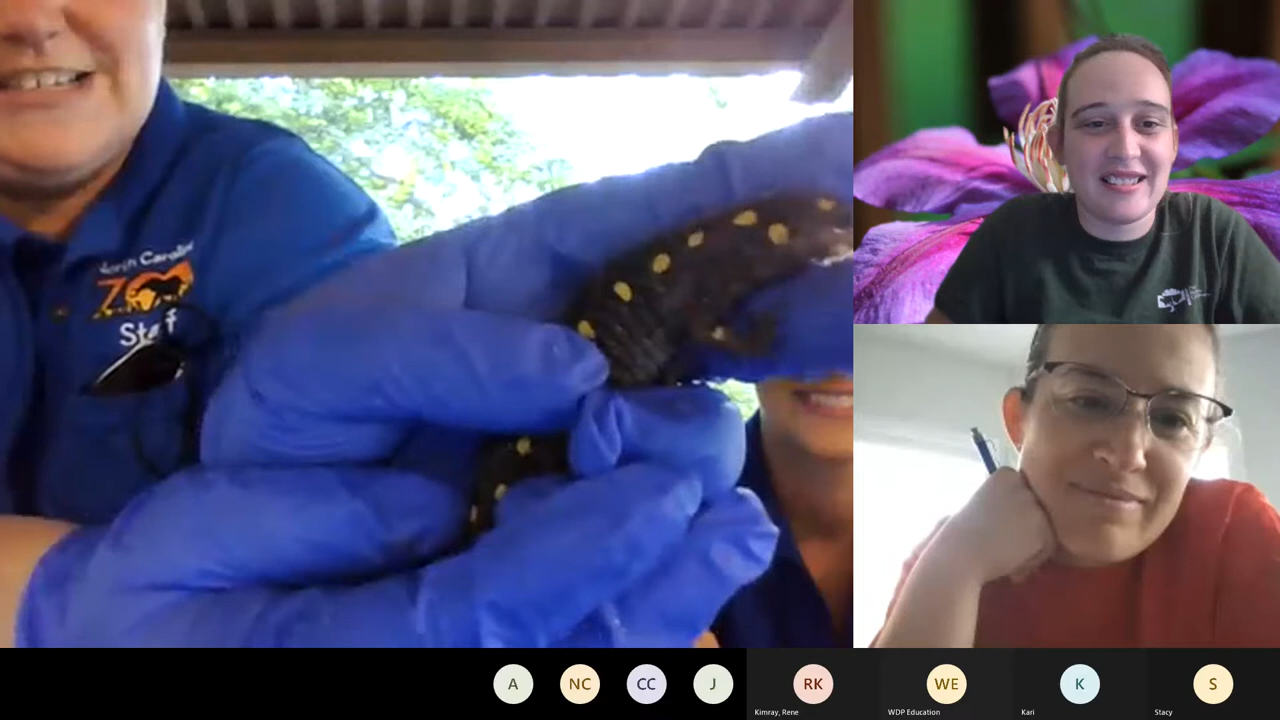 North Carolina
ZOO
Staff
A
NC
CC
J
RK
WE
K
S
Kimray, Rene
WDP Education
Kari
Stacy